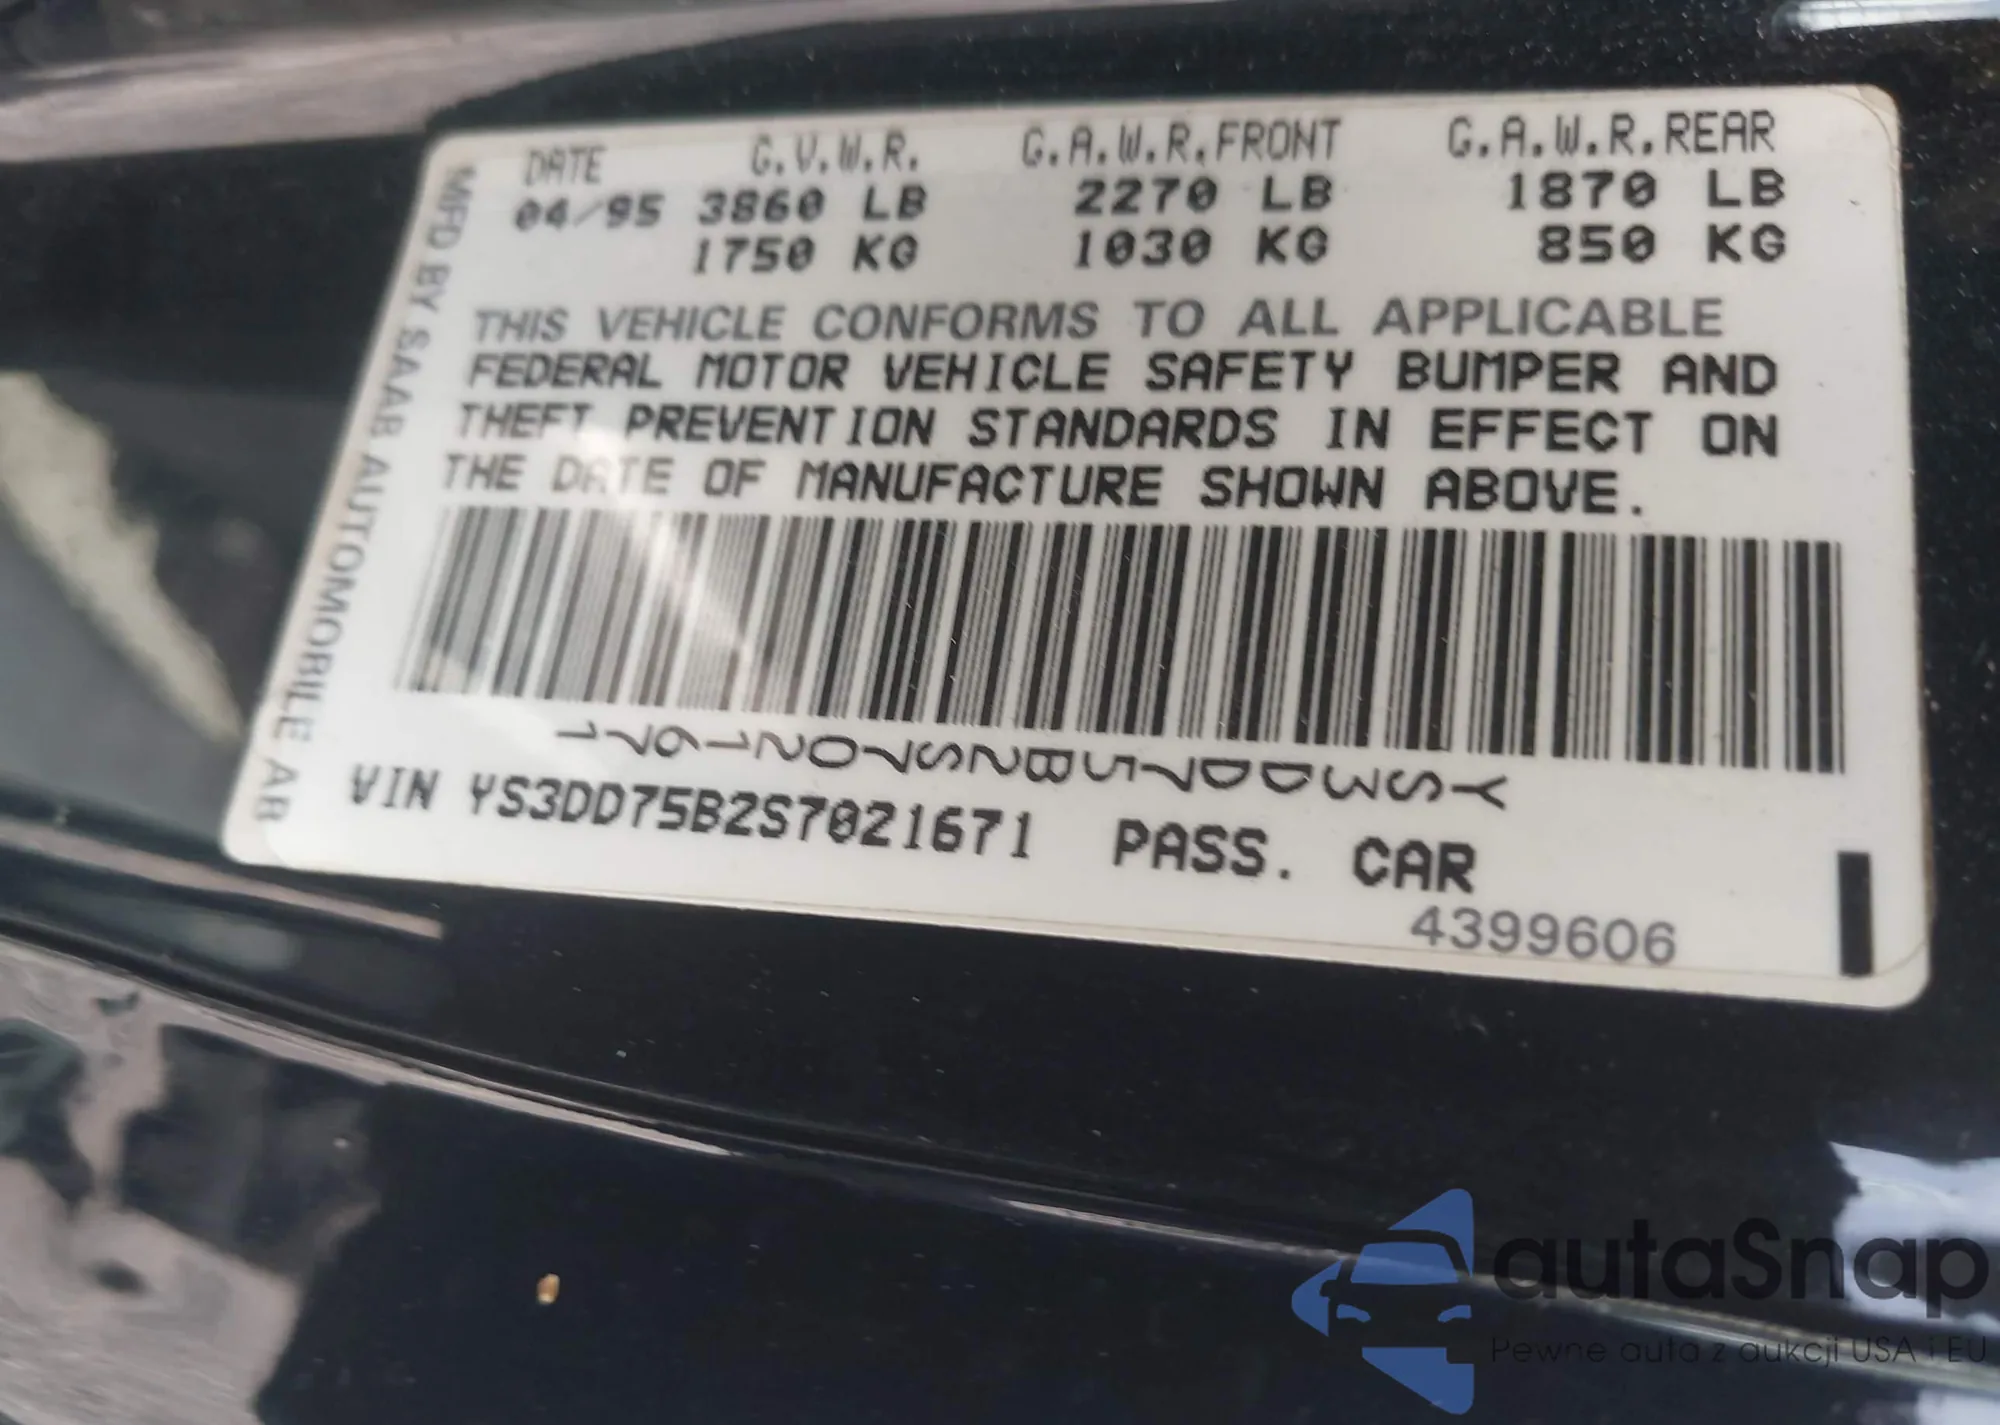 DATE G.V.W.R. G.A.W.R.FRONT G.A.W.R.REAR
04/95 3860 LB 2270 LB 1870 LB
1750 KG 1030 KG 850 KG
THIS VEHICLE CONFORMS TO ALL APPLICABLE
FEDERAL MOTOR VEHICLE SAFETY BUMPER AND
THEFT PREVENTION STANDARDS IN EFFECT ON
THE DATE OF MANUFACTURE SHOWN ABOVE.
YS3DD75B2S7021671
VIN YS3DD75B2S7021671 PASS. CAR
4399606
MFD BY SAAB AUTOMOBILE AB
autaSnap
Pewne auta z aukcji USA i EU